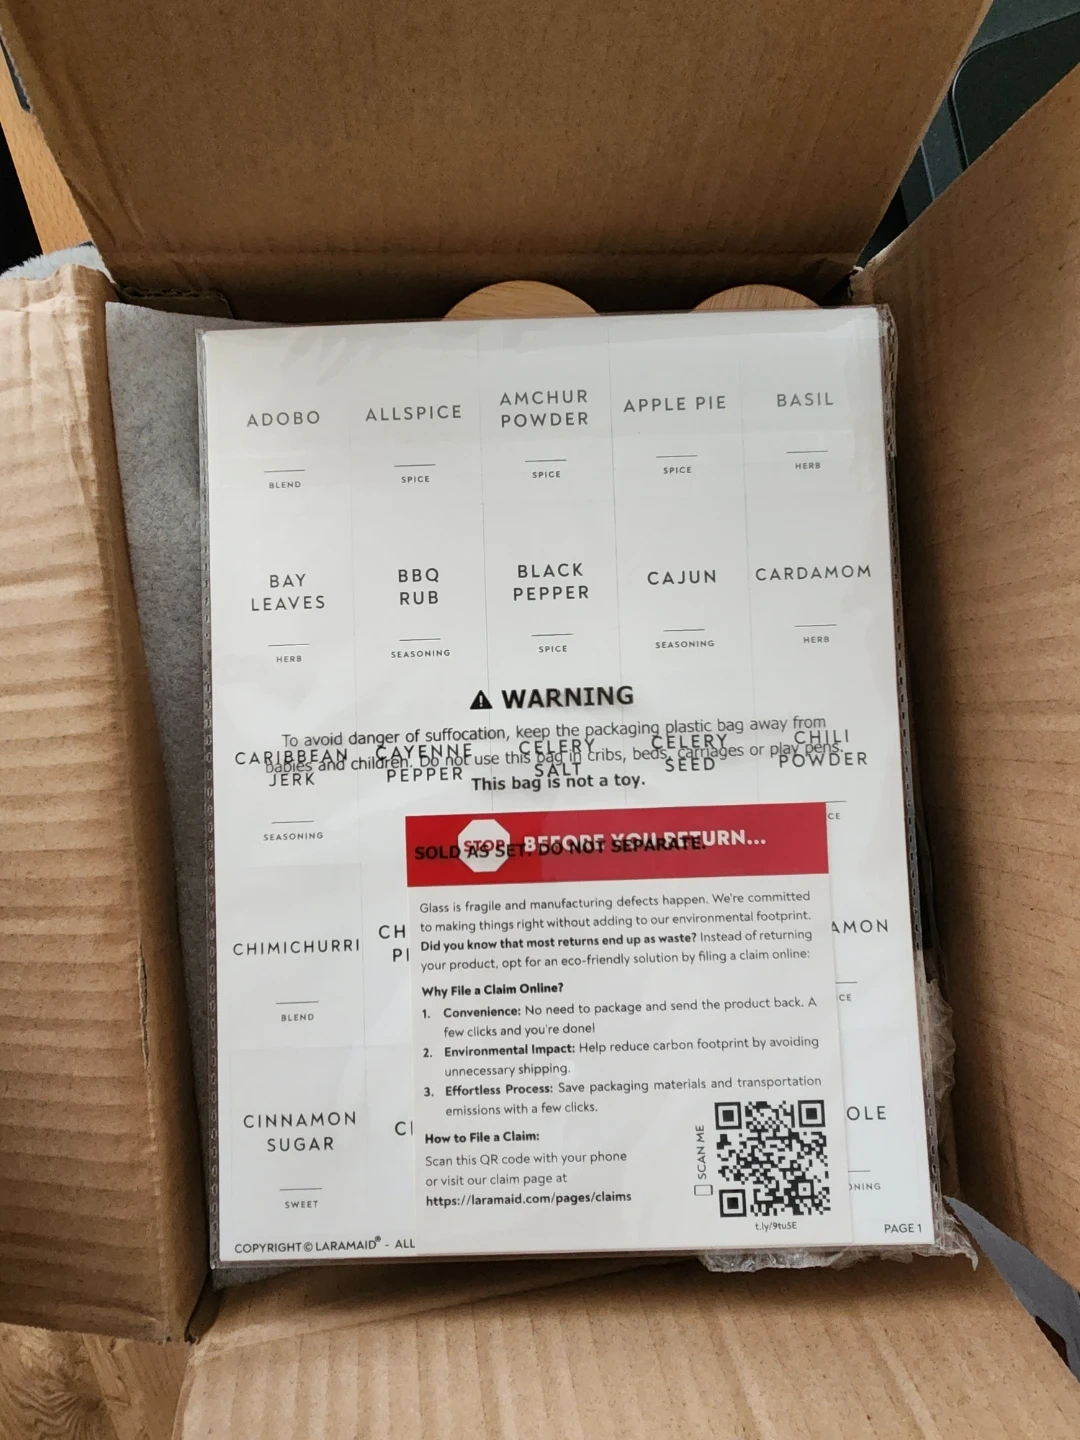 ADOBO
BLEND
ALLSPICE
SPICE
AMCHUR
POWDER
SPICE
APPLE PIE
SPICE
BASIL
HERB
BAY
LEAVES
HERB
BBQ
RUB
SEASONING
BLACK
PEPPER
SPICE
CAJUN
SEASONING
CARDAMOM
HERB
WARNING
To avoid danger of suffocation, keep the packaging plastic bag away from
babies and children. Do not use this bag in cribs, beds, carriages or play pens.
This bag is not a toy.
CARIBBEAN
JERK
SEASONING
CAYENNE
PEPPER
CELERY
SALT
CELERY
SEED
CHILI
POWDER
CE
STOP BEFORE YOU RETURN...
SOLD AS SET. DO NOT SEPARATE.
Glass is fragile and manufacturing defects happen. We're committed
to making things right without adding to our environmental footprint.
Did you know that most returns end up as waste? Instead of returning
your product, opt for an eco-friendly solution by filing a claim online:
Why File a Claim Online?
1. Convenience: No need to package and send the product back. A
few clicks and you're done!
2. Environmental Impact: Help reduce carbon footprint by avoiding
unnecessary shipping.
3. Effortless Process: Save packaging materials and transportation
emissions with a few clicks.
How to File a Claim:
Scan this QR code with your phone
or visit our claim page at
https://laramaid.com/pages/claims
SCAN ME
t.ly/9tu5E
CHIMICHURRI
BLEND
CH
PI
AMON
CE
CINNAMON
SUGAR
SWEET
CI
OLE
ONING
COPYRIGHT © LARAMAID® - ALL
PAGE 1